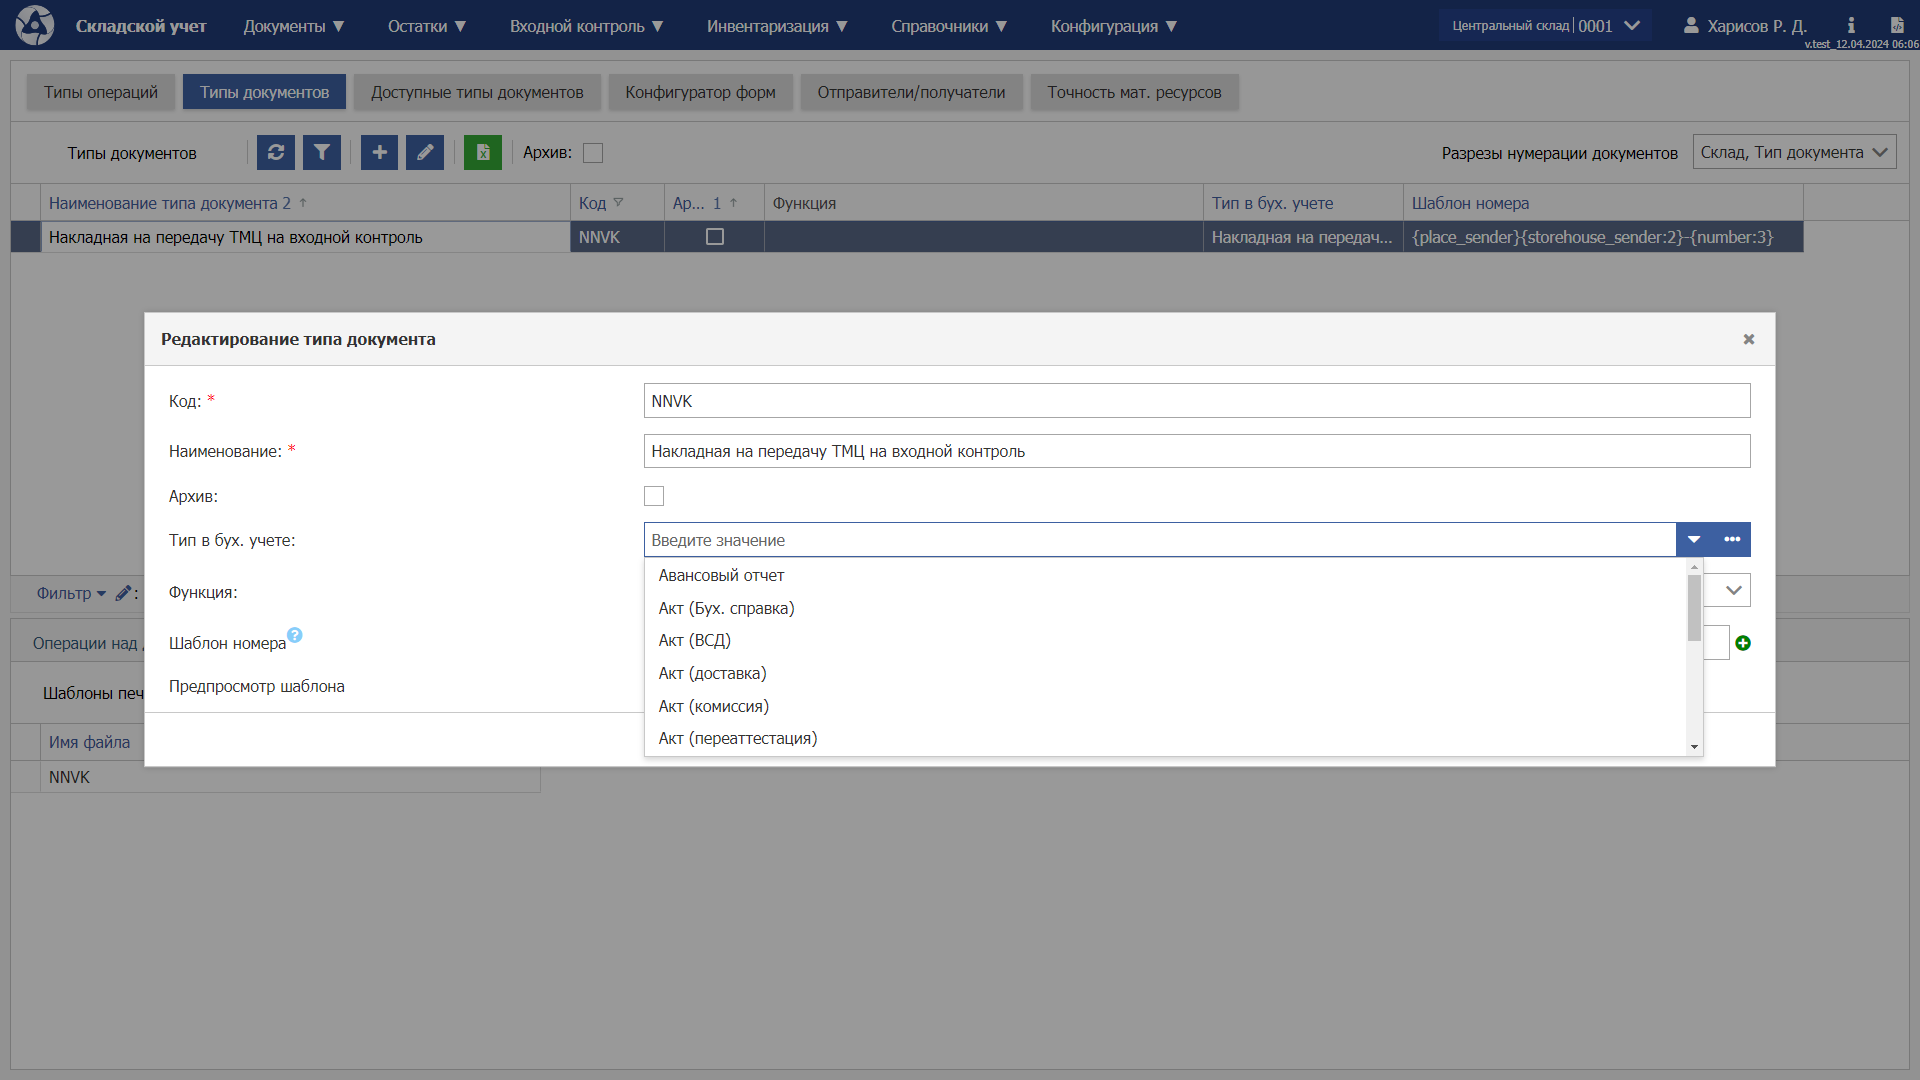 Складской учет
Документы ▼
Остатки ▼
Входной контроль ▼
Инвентаризация ▼
Справочники ▼
Конфигурация ▼
Центральный склад | 0001
Харисов Р. Д.
v.test_12.04.2024 06:06
Типы операций
Типы документов
Доступные типы документов
Конфигуратор форм
Отправители/получатели
Точность мат. ресурсов
Типы документов
Архив:
Разрезы нумерации документов
Склад, Тип документа
Наименование типа документа 2 ↑
Код
Ар... 1 ↑
Функция
Тип в бух. учете
Шаблон номера
Накладная на передачу ТМЦ на входной контроль
NNVK
Накладная на передач...
{place_sender}{storehouse_sender:2}-{number:3}
Редактирование типа документа
Код: *
NNVK
Наименование: *
Накладная на передачу ТМЦ на входной контроль
Архив:
Тип в бух. учете:
Введите значение
•••
Авансовый отчет
Акт (Бух. справка)
Акт (ВСД)
Акт (доставка)
Акт (комиссия)
Акт (переаттестация)
Функция:
Шаблон номера ?
Предпросмотр шаблона
Фильтр :
Операции над
Шаблоны печ
Имя файла
NNVK